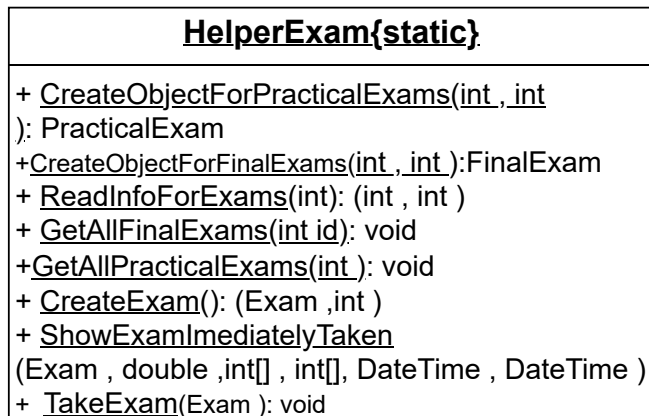 HelperExam{static}
+ CreateObjectForPracticalExams(int , int
): PracticalExam
+CreateObjectForFinalExams(int , int ):FinalExam
+ ReadInfoForExams(int): (int , int )
+ GetAllFinalExams(int id): void
+GetAllPracticalExams(int ): void
+ CreateExam(): (Exam ,int )
+ ShowExamImediatelyTaken
(Exam , double ,int[] , int[], DateTime , DateTime )
+ TakeExam(Exam ): void